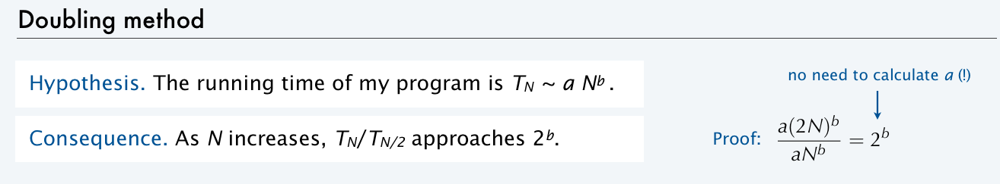 Doubling method
Hypothesis. The running time of my program is T_N ~ a N^b.
Consequence. As N increases, T_N/T_{N/2} approaches 2^b.
no need to calculate a (!)
Proof: \frac{a(2N)^b}{aN^b} = 2^b